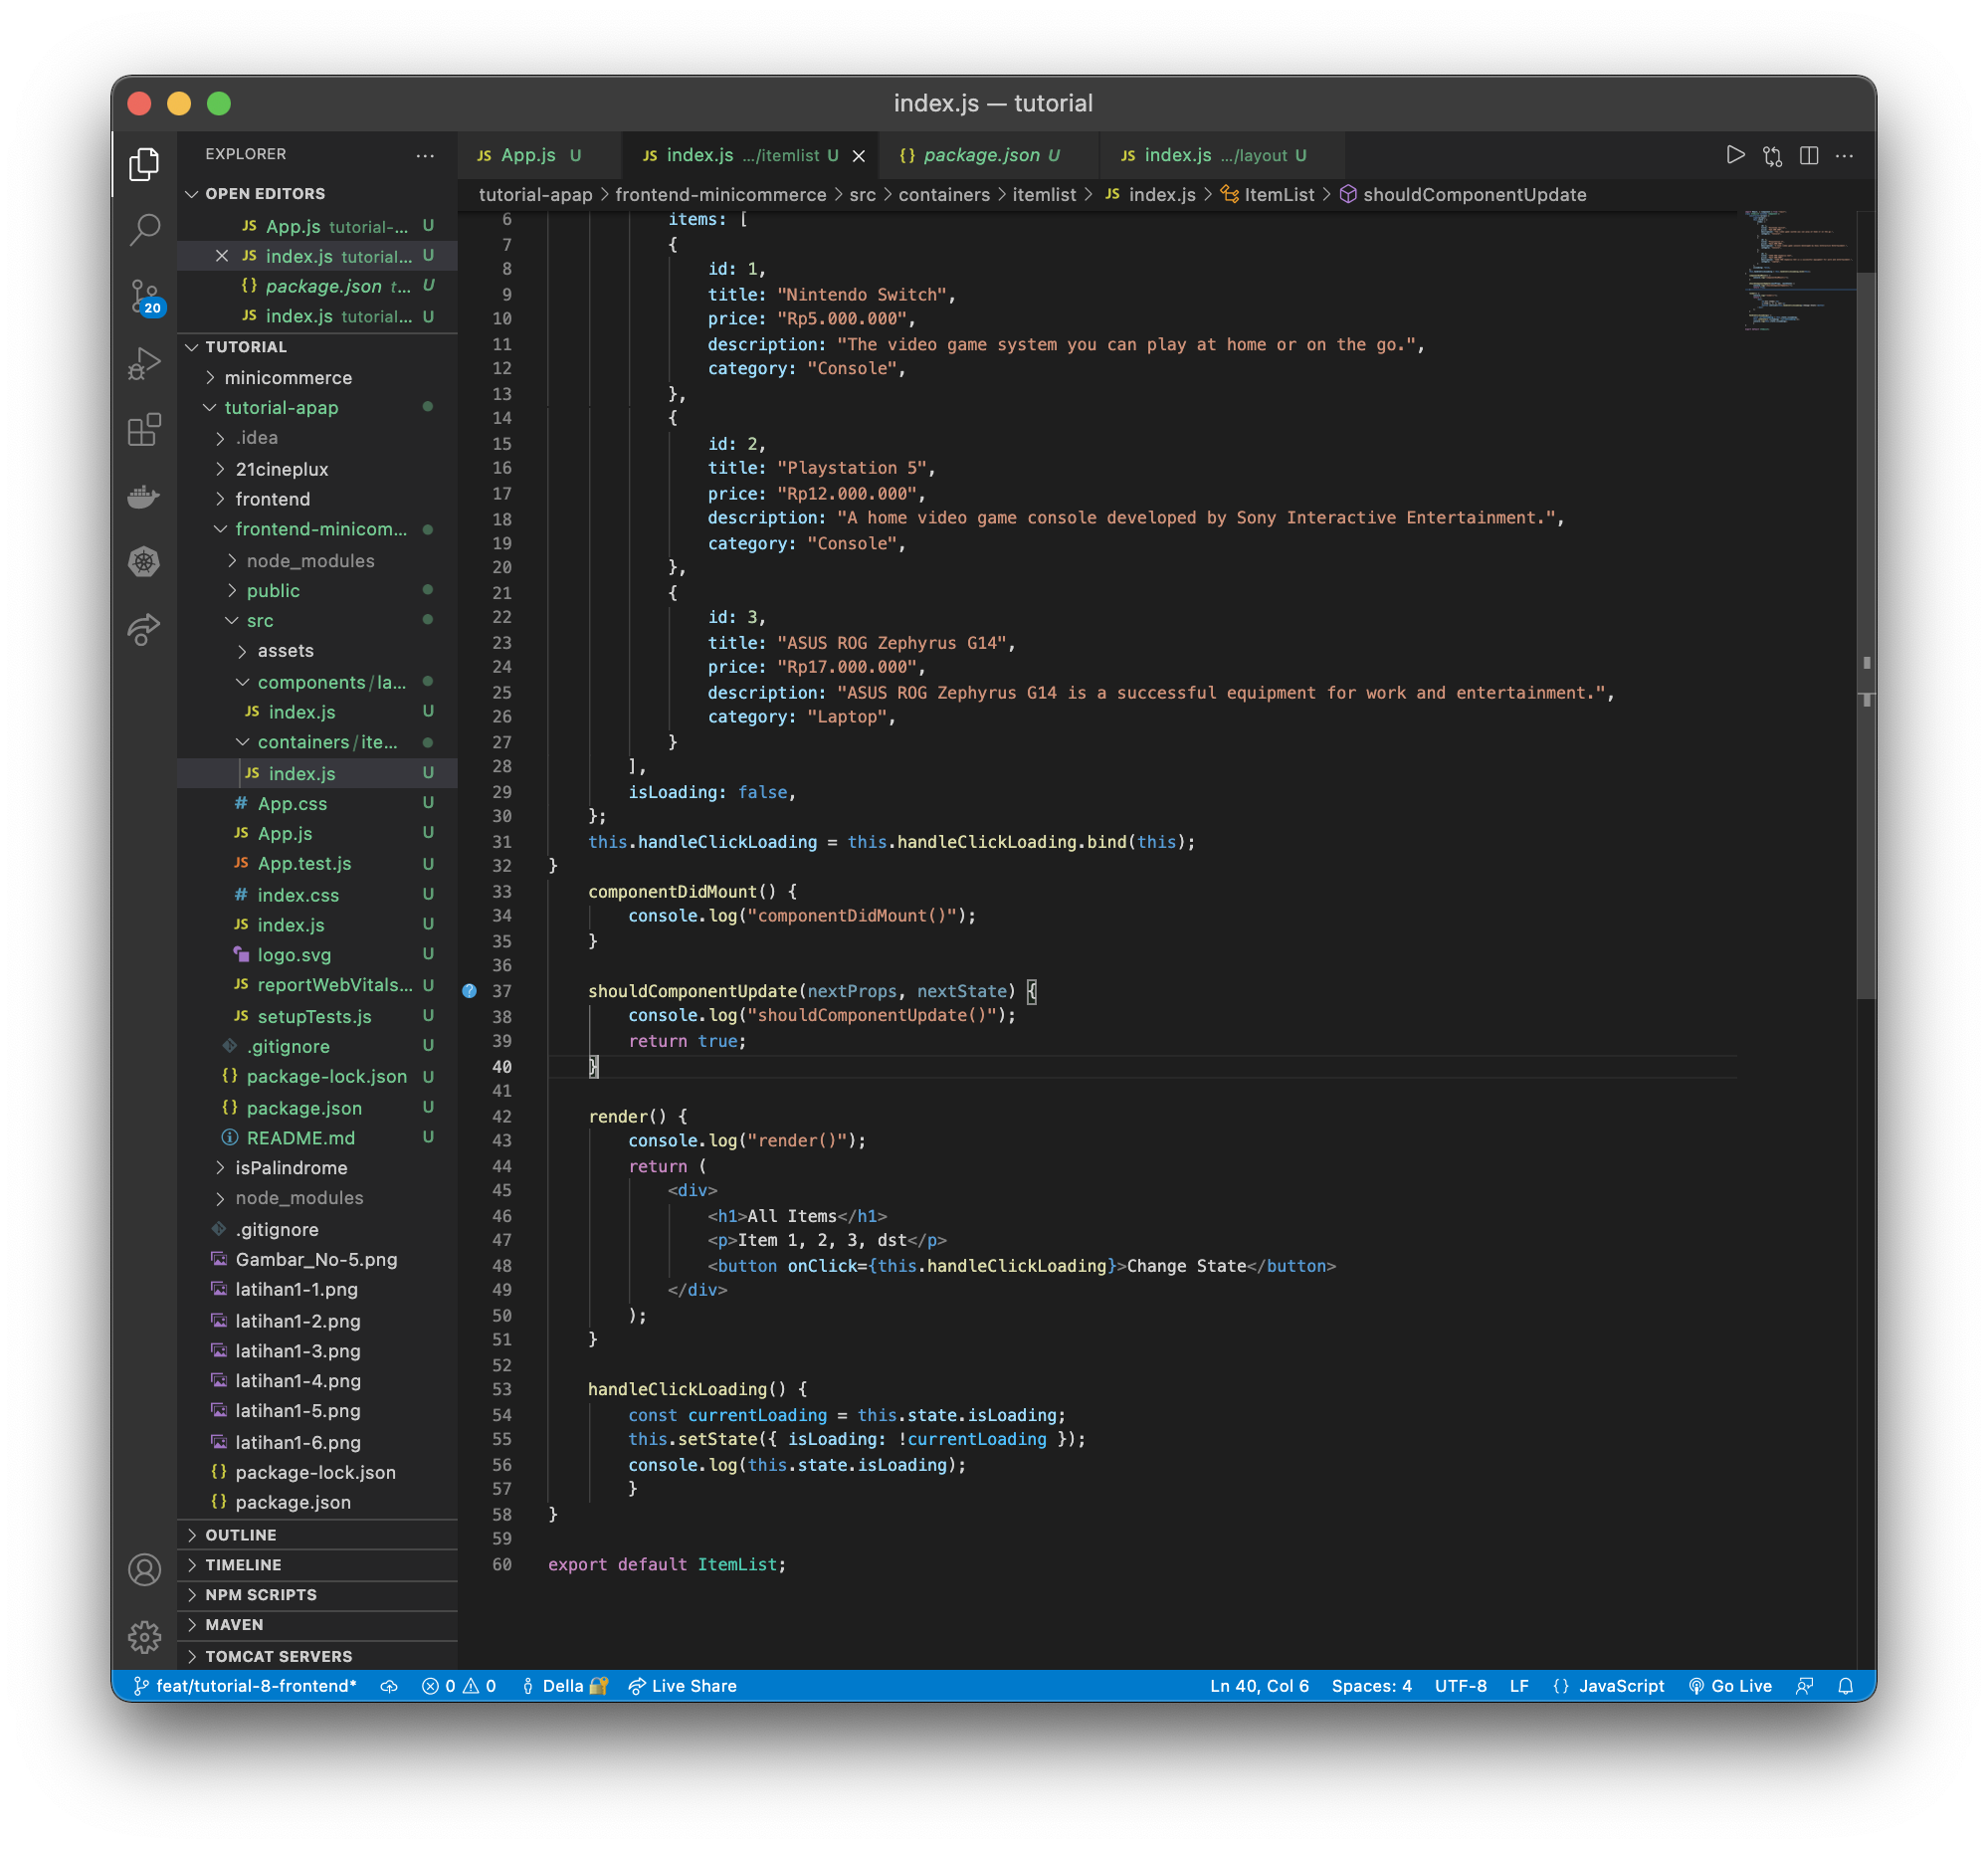 index.js — tutorial
EXPLORER
OPEN EDITORS
App.js tutorial-... U
index.js tutorial... U
package.json t... U
index.js tutorial... U
TUTORIAL
minicommerce
tutorial-apap
.idea
21cineplux
frontend
frontend-minicom...
node_modules
public
src
assets
components/la...
index.js U
containers/ite...
index.js U
App.css U
App.js U
App.test.js U
index.css U
index.js U
logo.svg U
reportWebVitals... U
setupTests.js U
.gitignore U
package-lock.json U
package.json U
README.md U
isPalindrome
node_modules
.gitignore
Gambar_No-5.png
latihan1-1.png
latihan1-2.png
latihan1-3.png
latihan1-4.png
latihan1-5.png
latihan1-6.png
package-lock.json
package.json
OUTLINE
TIMELINE
NPM SCRIPTS
MAVEN
TOMCAT SERVERS
20
JS App.js U
JS index.js .../itemlist U
{} package.json U
JS index.js .../layout U
tutorial-apap > frontend-minicommerce > src > containers > itemlist > JS index.js > ItemList > shouldComponentUpdate
6 items: [
7 {
8 id: 1,
9 title: "Nintendo Switch",
10 price: "Rp5.000.000",
11 description: "The video game system you can play at home or on the go.",
12 category: "Console",
13 },
14 {
15 id: 2,
16 title: "Playstation 5",
17 price: "Rp12.000.000",
18 description: "A home video game console developed by Sony Interactive Entertainment.",
19 category: "Console",
20 },
21 {
22 id: 3,
23 title: "ASUS ROG Zephyrus G14",
24 price: "Rp17.000.000",
25 description: "ASUS ROG Zephyrus G14 is a successful equipment for work and entertainment.",
26 category: "Laptop",
27 }
28 ],
29 isLoading: false,
30 };
31 this.handleClickLoading = this.handleClickLoading.bind(this);
32 }
33 componentDidMount() {
34 console.log("componentDidMount()");
35 }
36
37 shouldComponentUpdate(nextProps, nextState) {
38 console.log("shouldComponentUpdate()");
39 return true;
40 }
41
42 render() {
43 console.log("render()");
44 return (
45 <div>
46 <h1>All Items</h1>
47 <p>Item 1, 2, 3, dst</p>
48 <button onClick={this.handleClickLoading}>Change State</button>
49 </div>
50 );
51 }
52
53 handleClickLoading() {
54 const currentLoading = this.state.isLoading;
55 this.setState({ isLoading: !currentLoading });
56 console.log(this.state.isLoading);
57 }
58 }
59
60 export default ItemList;
feat/tutorial-8-frontend* 0 0 Della Live Share Ln 40, Col 6 Spaces: 4 UTF-8 LF {} JavaScript Go Live